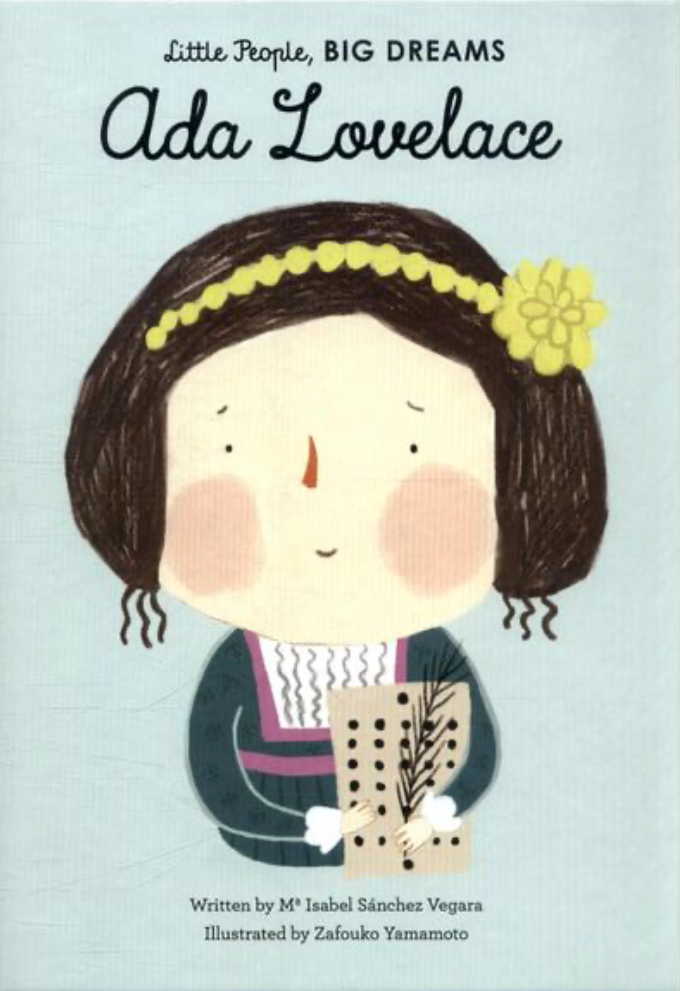 Little People, BIG DREAMS
Ada Lovelace
Written by Mª Isabel Sánchez Vegara
Illustrated by Zafouko Yamamoto